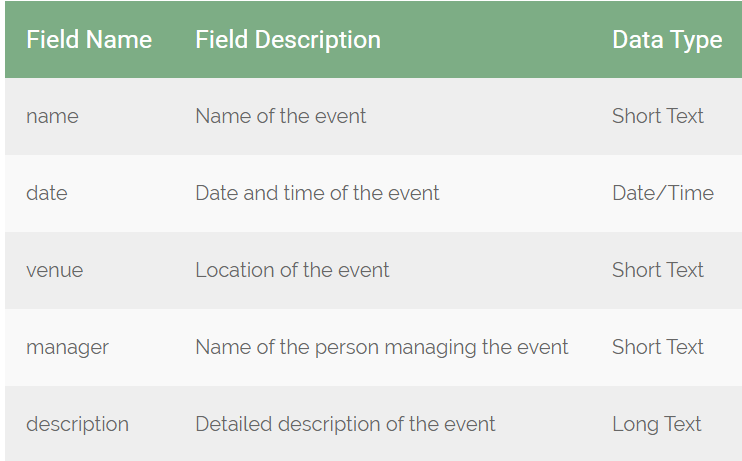 Field Name Field Description Data Type
name Name of the event Short Text
date Date and time of the event Date/Time
venue Location of the event Short Text
manager Name of the person managing the event Short Text
description Detailed description of the event Long Text